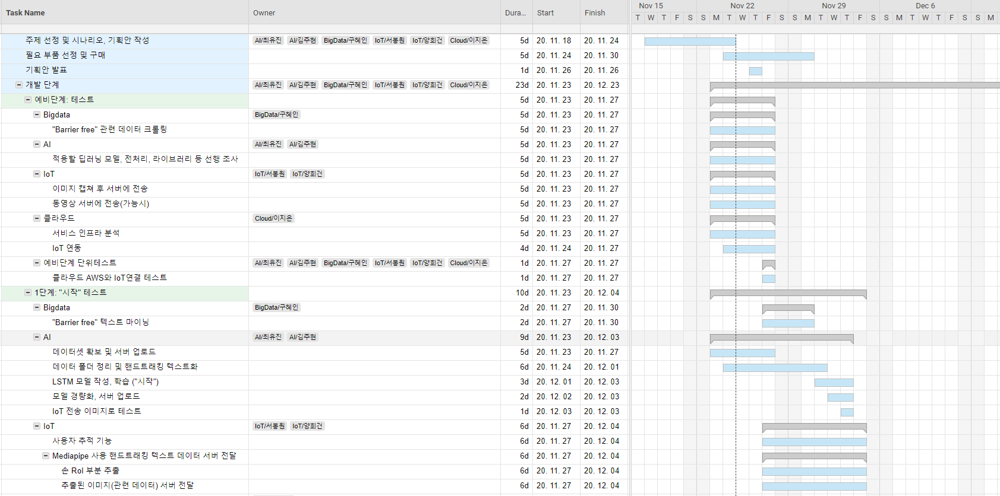 Task Name Owner Dura... Start Finish Nov 15 Nov 22 Nov 29 Dec 6
T W T F S S M T W T F S S M T W T F S S M T W T F S S M
주제 선정 및 시나리오, 기획안 작성 AI/최유진 AI/김주현 BigData/구혜인 IoT/서봉원 IoT/양희건 Cloud/이지은 5d 20. 11. 18 20. 11. 24
필요 부품 선정 및 구매 5d 20. 11. 24 20. 11. 30
기획안 발표 1d 20. 11. 26 20. 11. 26
개발 단계 AI/최유진 AI/김주현 BigData/구혜인 IoT/서봉원 IoT/양희건 Cloud/이지은 23d 20. 11. 23 20. 12. 23
예비단계: 테스트 5d 20. 11. 23 20. 11. 27
Bigdata BigData/구혜인 5d 20. 11. 23 20. 11. 27
"Barrier free" 관련 데이터 크롤링 5d 20. 11. 23 20. 11. 27
AI AI/최유진 AI/김주현 5d 20. 11. 23 20. 11. 27
적용할 딥러닝 모델, 전처리, 라이브러리 등 선행 조사 5d 20. 11. 23 20. 11. 27
IoT IoT/서봉원 IoT/양희건 5d 20. 11. 23 20. 11. 27
이미지 캡쳐 후 서버에 전송 5d 20. 11. 23 20. 11. 27
동영상 서버에 전송(가능시) 5d 20. 11. 23 20. 11. 27
클라우드 Cloud/이지은 5d 20. 11. 23 20. 11. 27
서비스 인프라 분석 5d 20. 11. 23 20. 11. 27
IoT 연동 4d 20. 11. 24 20. 11. 27
예비단계 단위테스트 AI/최유진 AI/김주현 BigData/구혜인 IoT/서봉원 IoT/양희건 Cloud/이지은 1d 20. 11. 27 20. 11. 27
클라우드 AWS와 IoT연결 테스트 1d 20. 11. 27 20. 11. 27
1단계: "시작" 테스트 10d 20. 11. 23 20. 12. 04
Bigdata BigData/구혜인 2d 20. 11. 27 20. 11. 30
"Barrier free" 텍스트 마이닝 2d 20. 11. 27 20. 11. 30
AI AI/최유진 AI/김주현 9d 20. 11. 23 20. 12. 03
데이터셋 확보 및 서버 업로드 5d 20. 11. 23 20. 11. 27
데이터 폴더 정리 및 핸드트래킹 텍스트화 6d 20. 11. 24 20. 12. 01
LSTM 모델 작성, 학습 ("시작") 3d 20. 12. 01 20. 12. 03
모델 경량화, 서버 업로드 2d 20. 12. 02 20. 12. 03
IoT 전송 이미지로 테스트 1d 20. 12. 03 20. 12. 03
IoT IoT/서봉원 IoT/양희건 6d 20. 11. 27 20. 12. 04
사용자 추적 기능 6d 20. 11. 27 20. 12. 04
Mediapipe 사용 핸드트래킹 텍스트 데이터 서버 전달 6d 20. 11. 27 20. 12. 04
손 RoI 부분 추출 6d 20. 11. 27 20. 12. 04
추출된 이미지(관련 데이터) 서버 전달 6d 20. 11. 27 20. 12. 04